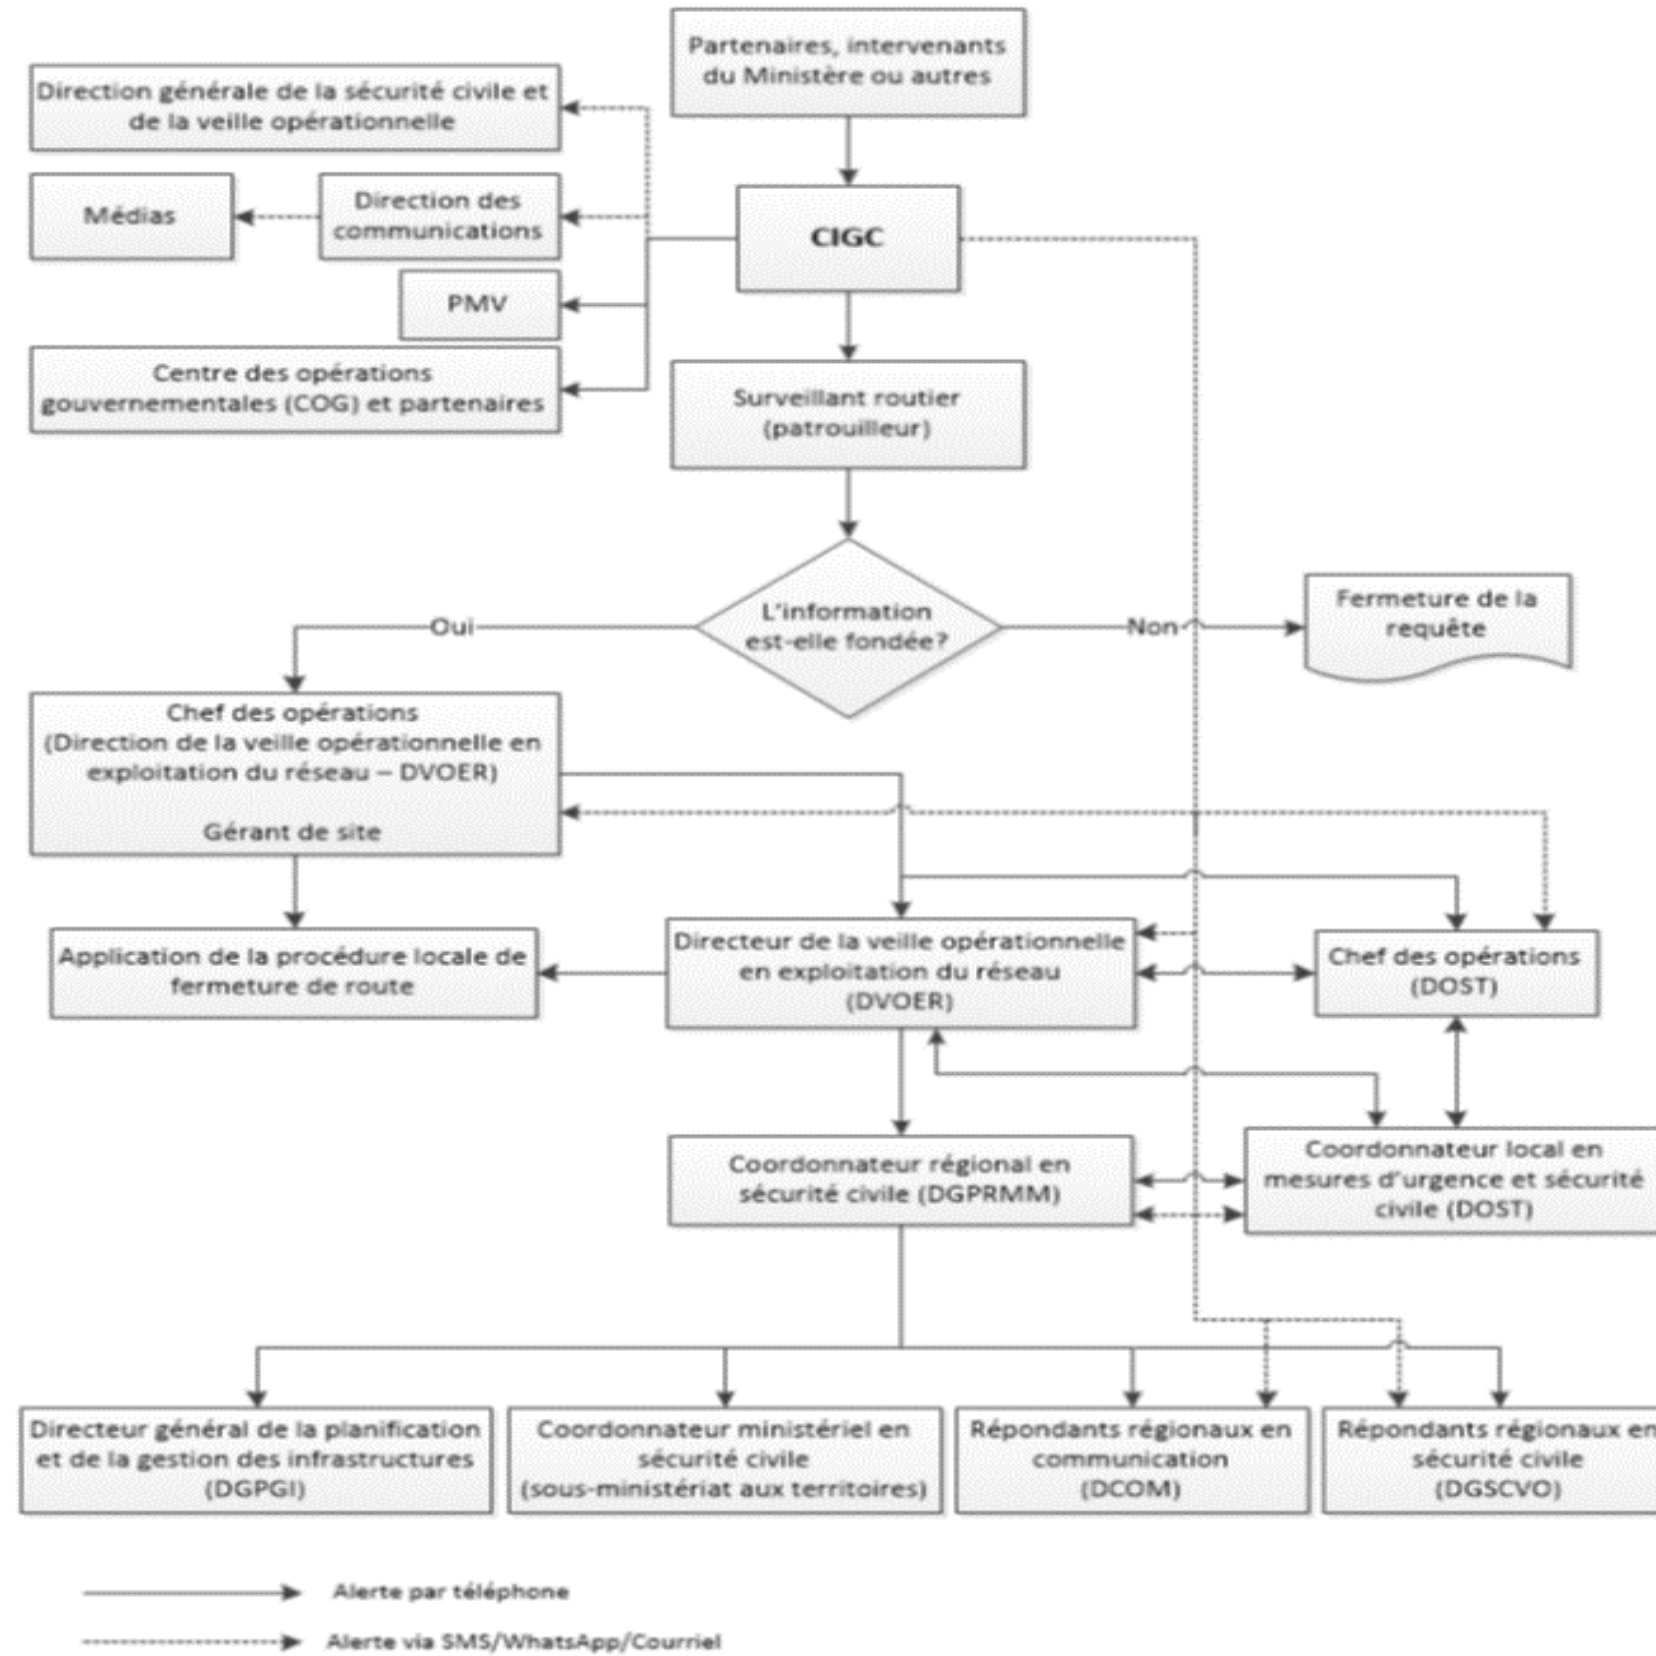 Partenaires, intervenants
du Ministère ou autres
Direction générale de la sécurité civile et
de la veille opérationnelle
Médias
Direction des
communications
CIGC
PMV
Centre des opérations
gouvernementales (COG) et partenaires
Surveillant routier
(patrouilleur)
L'information
est-elle fondée?
Oui
Non
Fermeture de la
requête
Chef des opérations
(Direction de la veille opérationnelle en
exploitation du réseau – DVOER)
Gérant de site
Application de la procédure locale de
fermeture de route
Directeur de la veille opérationnelle
en exploitation du réseau
(DVOER)
Chef des opérations
(DOST)
Coordonnateur régional en
sécurité civile (DGPRMM)
Coordonnateur local en
mesures d'urgence et sécurité
civile (DOST)
Directeur général de la planification
et de la gestion des infrastructures
(DGPGI)
Coordonnateur ministériel en
sécurité civile
(sous-ministériat aux territoires)
Répondants régionaux en
communication
(DCOM)
Répondants régionaux en
sécurité civile
(DGSCVO)
Alerte par téléphone
Alerte via SMS/WhatsApp/Courriel